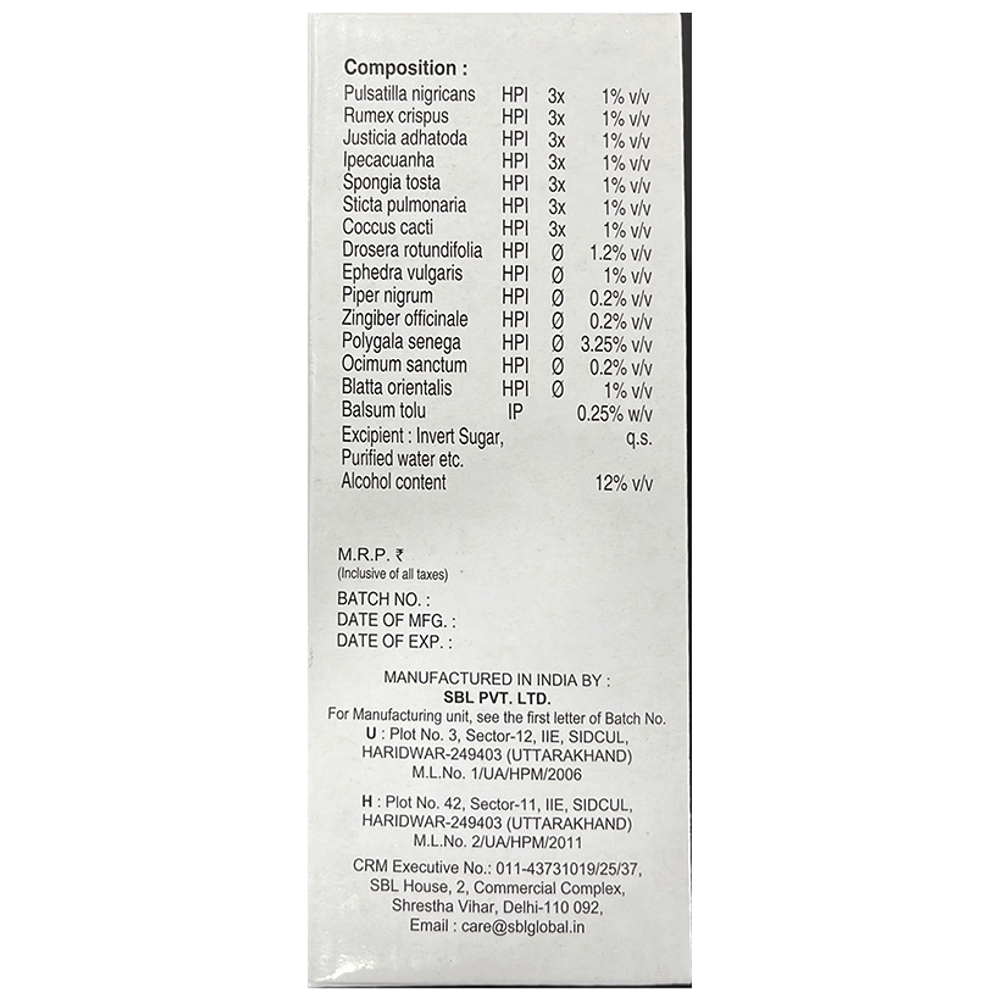 Composition :
Pulsatilla nigricans HPI 3x 1% v/v
Rumex crispus HPI 3x 1% v/v
Justicia adhatoda HPI 3x 1% v/v
Ipecacuanha HPI 3x 1% v/v
Spongia tosta HPI 3x 1% v/v
Sticta pulmonaria HPI 3x 1% v/v
Coccus cacti HPI 3x 1% v/v
Drosera rotundifolia HPI Ø 1.2% v/v
Ephedra vulgaris HPI Ø 1% v/v
Piper nigrum HPI Ø 0.2% v/v
Zingiber officinale HPI Ø 0.2% v/v
Polygala senega HPI Ø 3.25% v/v
Ocimum sanctum HPI Ø 0.2% v/v
Blatta orientalis HPI Ø 1% v/v
Balsum tolu IP 0.25% w/v
Excipient : Invert Sugar, q.s.
Purified water etc.
Alcohol content 12% v/v
M.R.P. ₹
(Inclusive of all taxes)
BATCH NO. :
DATE OF MFG. :
DATE OF EXP. :
MANUFACTURED IN INDIA BY :
SBL PVT. LTD.
For Manufacturing unit, see the first letter of Batch No.
U : Plot No. 3, Sector-12, IIE, SIDCUL,
HARIDWAR-249403 (UTTARAKHAND)
M.L.No. 1/UA/HPM/2006
H : Plot No. 42, Sector-11, IIE, SIDCUL,
HARIDWAR-249403 (UTTARAKHAND)
M.L.No. 2/UA/HPM/2011
CRM Executive No.: 011-43731019/25/37,
SBL House, 2, Commercial Complex,
Shrestha Vihar, Delhi-110 092,
Email : care@sblglobal.in